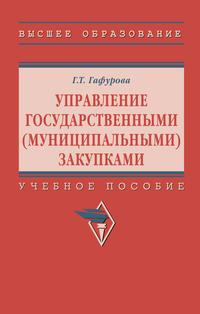 ВЫСШЕЕ ОБРАЗОВАНИЕ
Г.Т. Гафурова
УПРАВЛЕНИЕ
ГОСУДАРСТВЕННЫМИ
(МУНИЦИПАЛЬНЫМИ)
ЗАКУПКАМИ
УЧЕБНОЕ ПОСОБИЕ